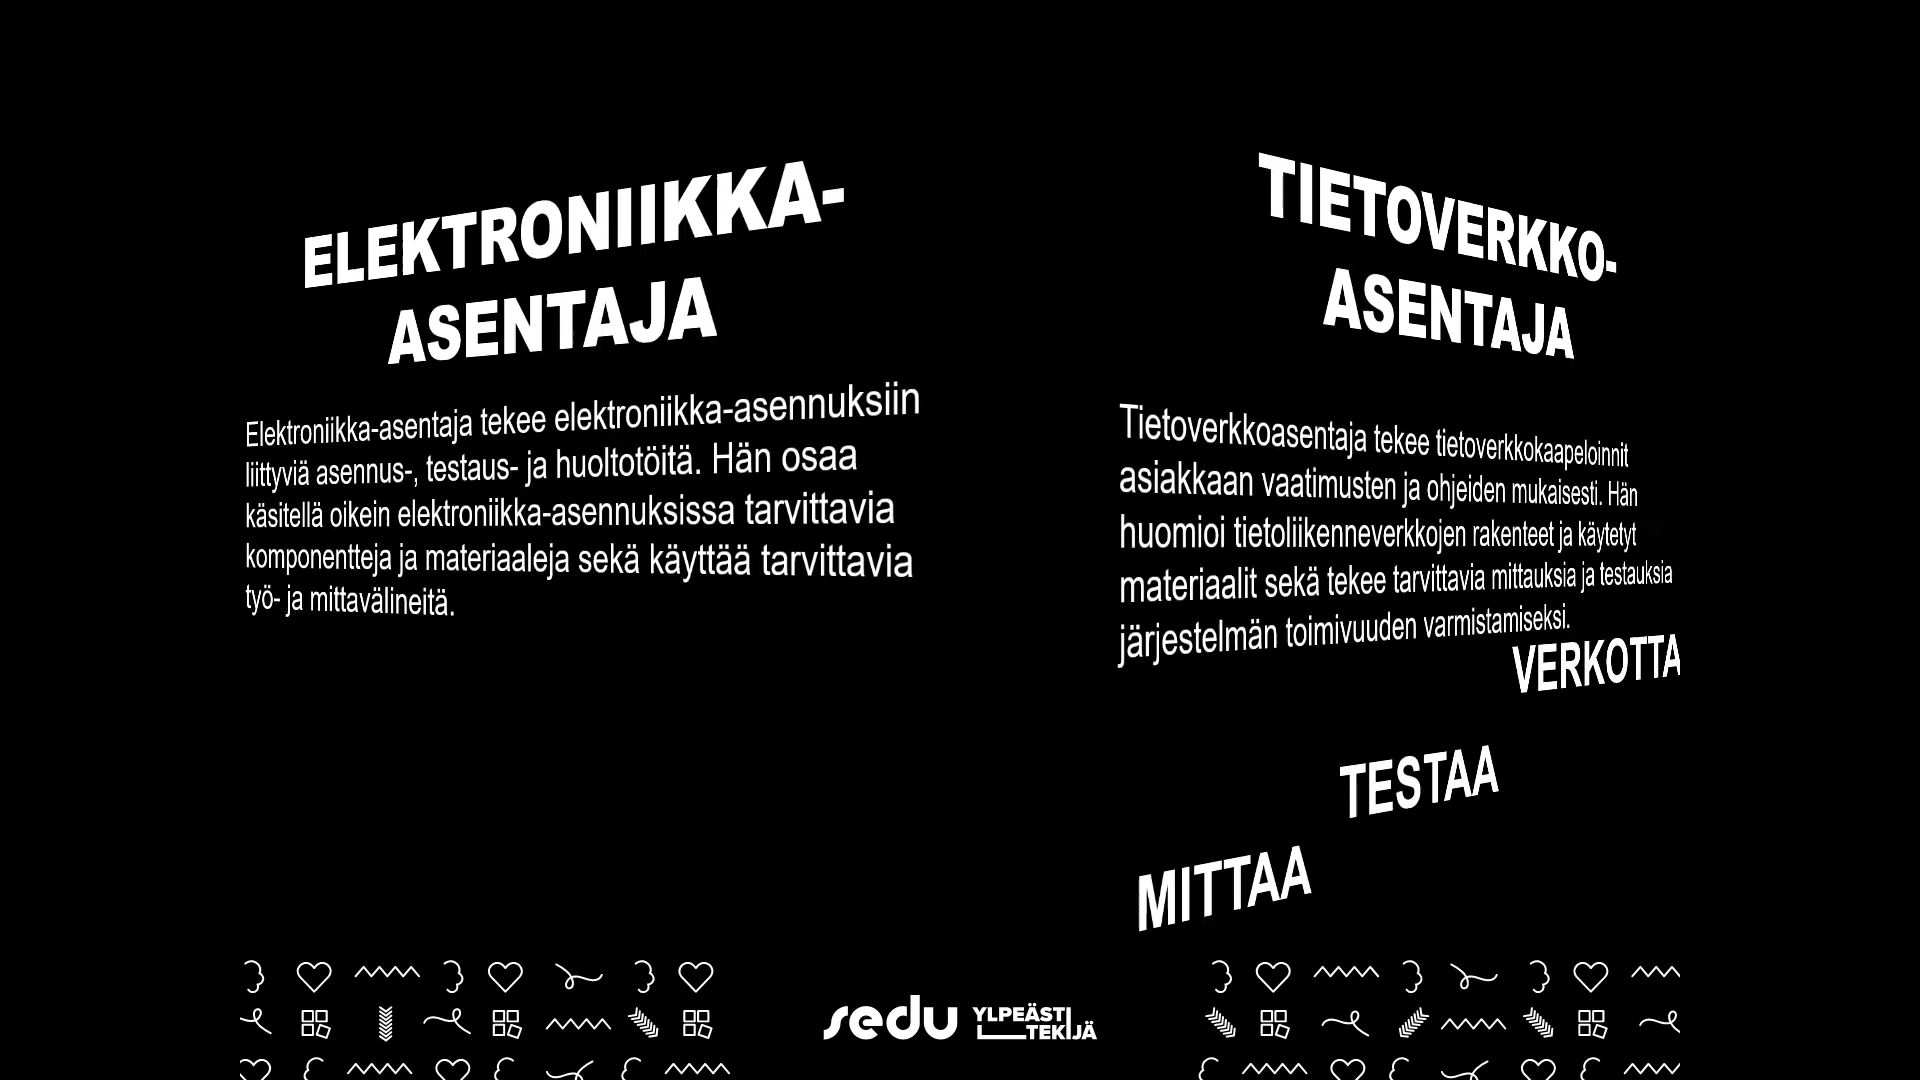 ELEKTRONIIKKA-
ASENTAJA
Elektroniikka-asentaja tekee elektroniikka-asennuksiin
liittyviä asennus-, testaus- ja huoltotöitä. Hän osaa
käsitellä oikein elektroniikka-asennuksissa tarvittavia
komponentteja ja materiaaleja sekä käyttää tarvittavia
työ- ja mittavälineitä.
TIETOVERKKO-
ASENTAJA
Tietoverkkoasentaja tekee tietoverkkokaapeloinnit
asiakkaan vaatimusten ja ohjeiden mukaisesti. Hän
huomioi tietoliikenneverkkojen rakenteet ja käytetyt
materiaalit sekä tekee tarvittavia mittauksia ja testauksia
järjestelmän toimivuuden varmistamiseksi.
VERKOTTA
TESTAA
MITTAA
sedu
YLPEÄSTI
TEKIJÄ